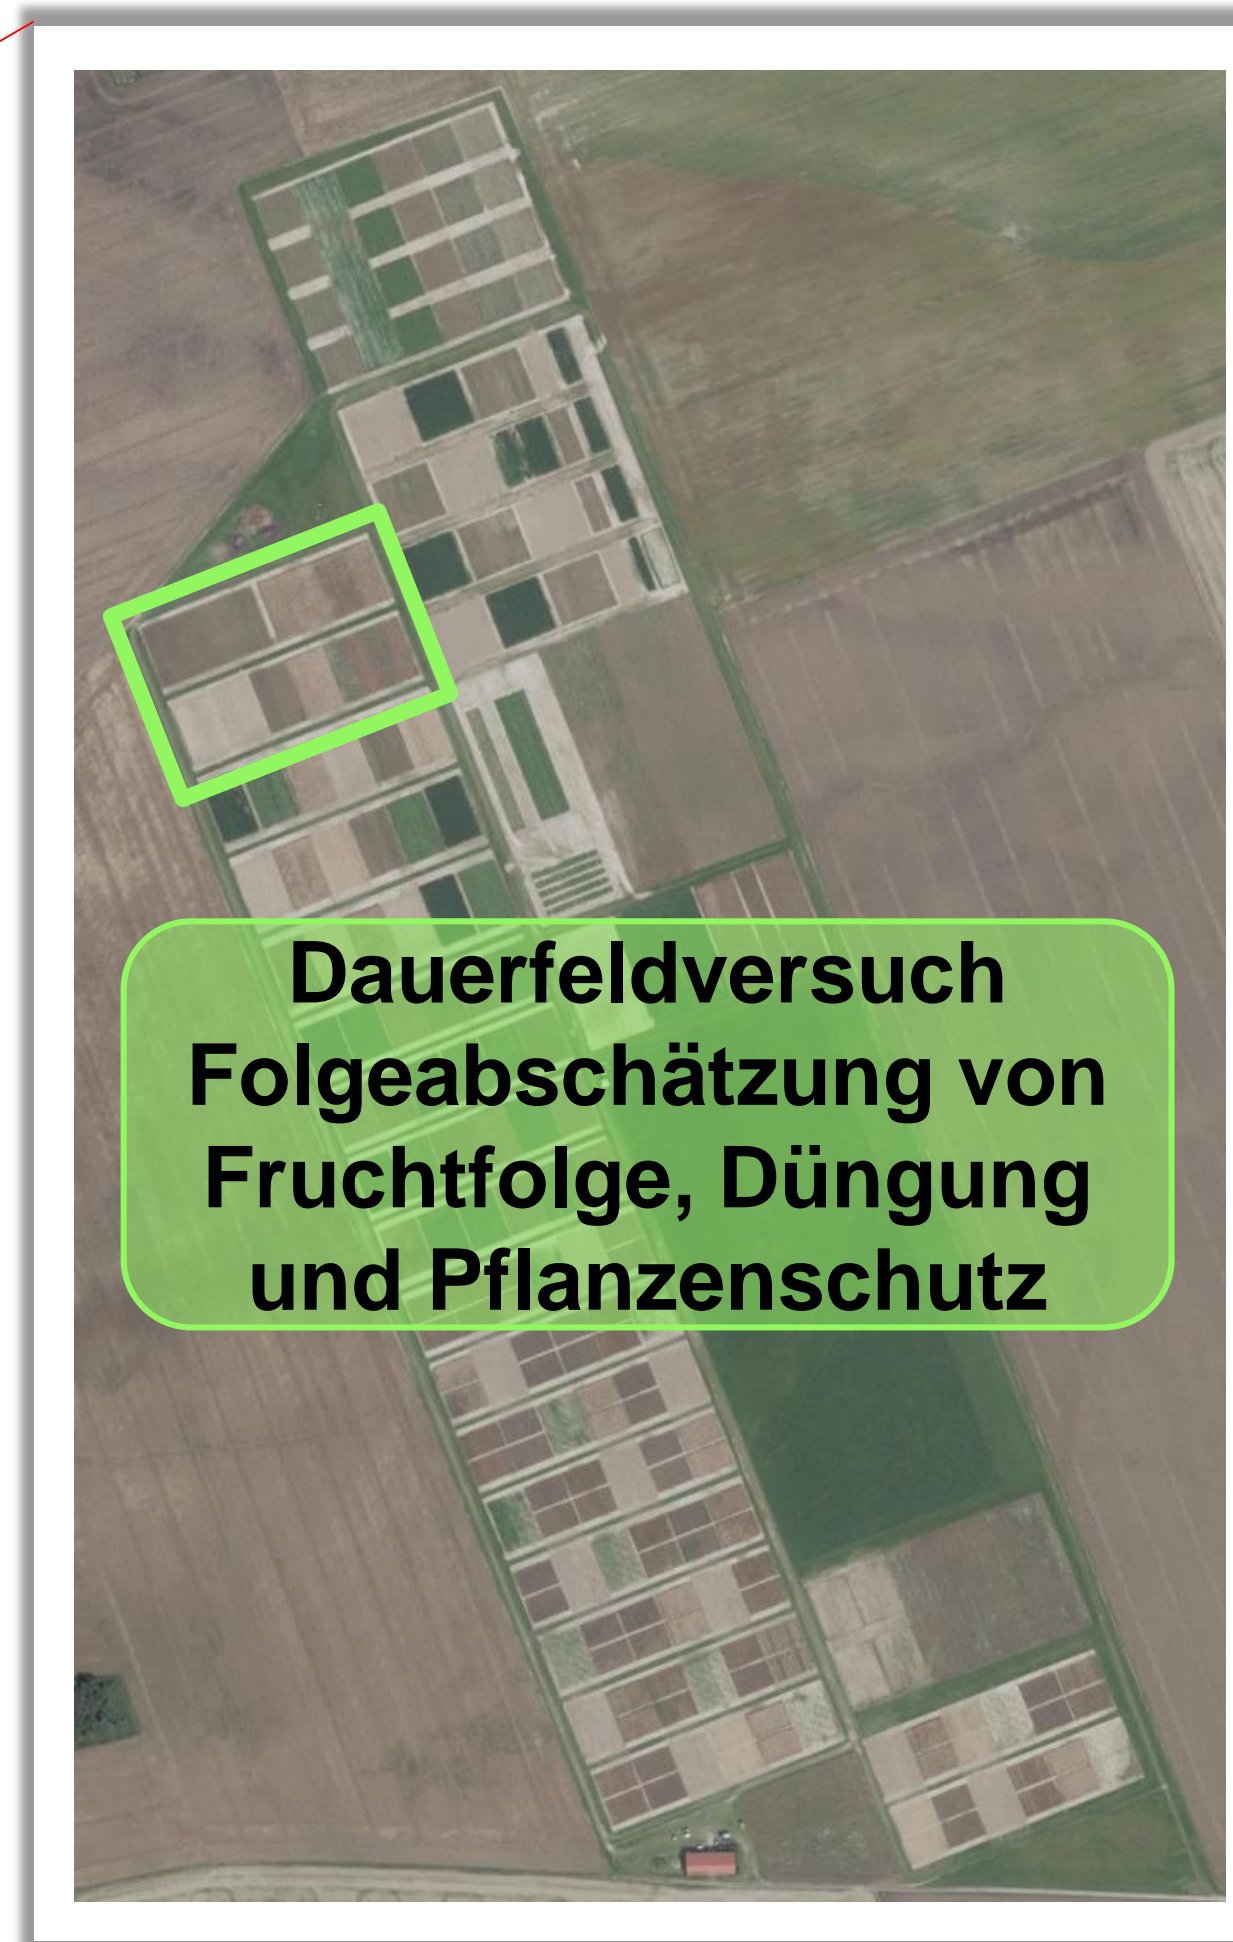 Dauerfeldversuch
Folgeabschätzung von
Fruchtfolge, Düngung
und Pflanzenschutz